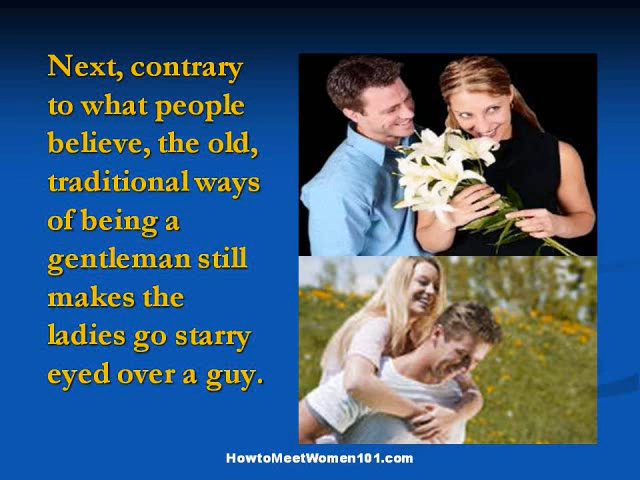 Next, contrary
to what people
believe, the old,
traditional ways
of being a
gentleman still
makes the
ladies go starry
eyed over a guy.
HowtoMeetWomen101.com